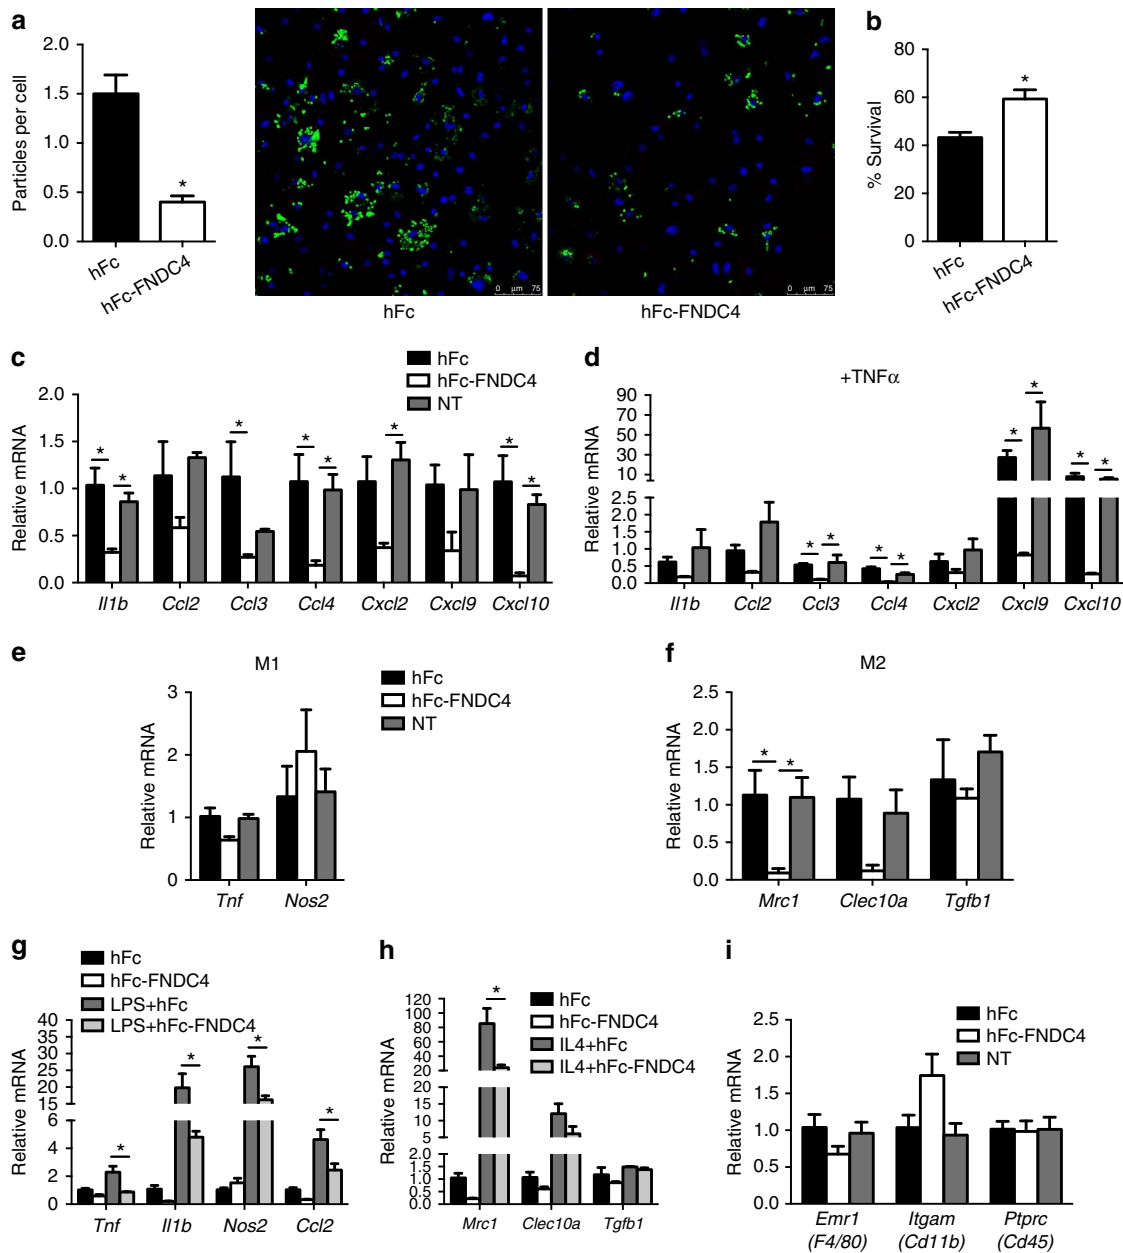 a
Particles per cell
2.0
1.5
1.0
0.5
0.0
*
hFc
hFc-FNDC4
0 µm 75
0 µm 75
hFc
hFc-FNDC4
b
% Survival
80
60
40
20
0
*
hFc
hFc-FNDC4
c
hFc
hFc-FNDC4
NT
Relative mRNA
2.0
1.5
1.0
0.5
0.0
* * * * * * * *
Il1b Ccl2 Ccl3 Ccl4 Cxcl2 Cxcl9 Cxcl10
d
+TNFα
Relative mRNA
90
70
50
30
10
2.5
2.0
1.5
1.0
0.5
0.0
* * * * * * * *
Il1b Ccl2 Ccl3 Ccl4 Cxcl2 Cxcl9 Cxcl10
e
M1
hFc
hFc-FNDC4
NT
Relative mRNA
3
2
1
0
Tnf Nos2
f
M2
Relative mRNA
2.5
2.0
1.5
1.0
0.5
0.0
* *
Mrc1 Clec10a Tgfb1
g
hFc
hFc-FNDC4
LPS+hFc
LPS+hFc-FNDC4
Relative mRNA
40
35
30
25
20
15
6
4
2
0
* * * *
Tnf Il1b Nos2 Ccl2
h
hFc
hFc-FNDC4
IL4+hFc
IL4+hFc-FNDC4
Relative mRNA
120
100
80
60
40
20
20
15
10
5
2.0
1.5
1.0
0.5
0.0
*
Mrc1 Clec10a Tgfb1
i
hFc
hFc-FNDC4
NT
Relative mRNA
2.5
2.0
1.5
1.0
0.5
0.0
Emr1 Itgam Ptprc
(F4/80) (Cd11b) (Cd45)